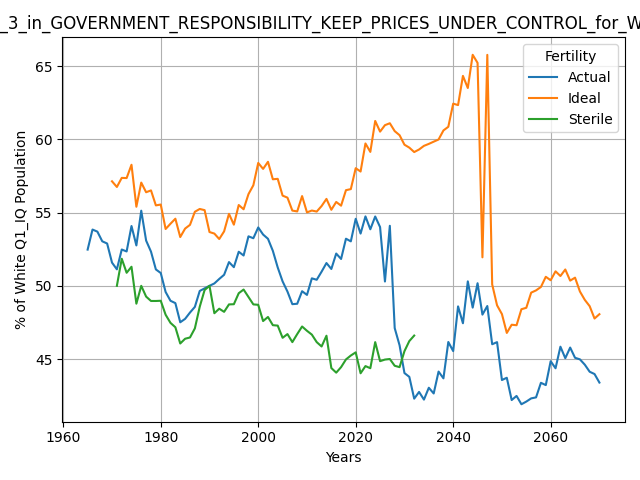 _3_in_GOVERNMENT_RESPONSIBILITY_KEEP_PRICES_UNDER_CONTROL_for_W
Fertility
Actual
Ideal
Sterile
% of White Q1_IQ Population
65
60
55
50
45
1960 1980 2000 2020 2040 2060
Years